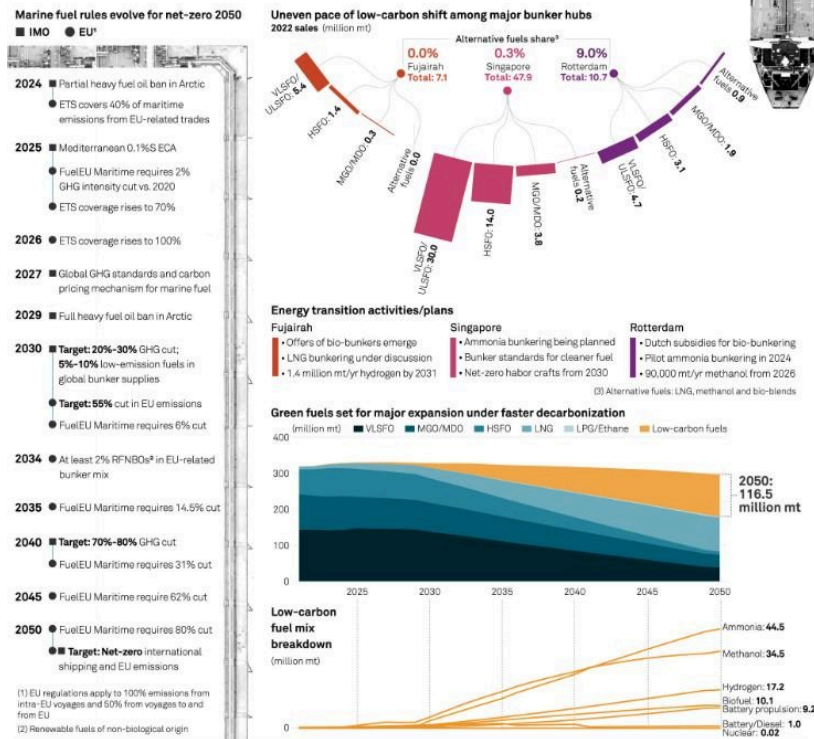 Marine fuel rules evolve for net-zero 2050
IMO EU¹
2024 Partial heavy fuel oil ban in Arctic
ETS covers 40% of maritime
emissions from EU-related trades
2025 Mediterranean 0.1%S ECA
FuelEU Maritime requires 2%
GHG intensity cut vs. 2020
ETS coverage rises to 70%
2026 ETS coverage rises to 100%
2027 Global GHG standards and carbon
pricing mechanism for marine fuel
2029 Full heavy fuel oil ban in Arctic
2030 Target: 20%-30% GHG cut;
5%-10% low-emission fuels in
global bunker supplies
Target: 55% cut in EU emissions
FuelEU Maritime requires 6% cut
2034 At least 2% RFNBOs² in EU-related
bunker mix
2035 FuelEU Maritime requires 14.5% cut
2040 Target: 70%-80% GHG cut
FuelEU Maritime requires 31% cut
2045 FuelEU Maritime require 62% cut
2050 FuelEU Maritime requires 80% cut
Target: Net-zero international
shipping and EU emissions
(1) EU regulations apply to 100% emissions from
intra-EU voyages and 50% from voyages to and
from EU
(2) Renewable fuels of non-biological origin
Uneven pace of low-carbon shift among major bunker hubs
2022 sales (million mt)
Alternative fuels share³
0.0%
Fujairah
Total: 7.1
0.3%
Singapore
Total: 47.9
9.0%
Rotterdam
Total: 10.7
VLSFO/
ULSFO: 5.4
HSFO: 1.4
MGO/MDO: 0.3
Alternative
fuels 0.0
VLSFO/
ULSFO: 30.0
HSFO: 14.0
MGO/MDO: 3.8
Alternative
fuels 0.2
VLSFO/
ULSFO: 4.7
HSFO: 3.1
MGO/MDO: 1.9
Alternative
fuels 0.9
Energy transition activities/plans
Fujairah
• Offers of bio-bunkers emerge
• LNG bunkering under discussion
• 1.4 million mt/yr hydrogen by 2031
Singapore
• Ammonia bunkering being planned
• Bunker standards for cleaner fuel
• Net-zero habor crafts from 2030
Rotterdam
• Dutch subsidies for bio-bunkering
• Pilot ammonia bunkering in 2024
• 90,000 mt/yr methanol from 2026
(3) Alternative fuels: LNG, methanol and bio-blends
Green fuels set for major expansion under faster decarbonization
(million mt) VLSFO MGO/MDO HSFO LNG LPG/Ethane Low-carbon fuels
400
300
200
100
0
2025 2030 2035 2040 2045 2050
2050:
116.5
million mt
Low-carbon
fuel mix
breakdown
(million mt)
0
Ammonia: 44.5
Methanol: 34.5
Hydrogen: 17.2
Biofuel: 10.1
Battery propulsion: 9.2
Battery/Diesel: 1.0
Nuclear: 0.02